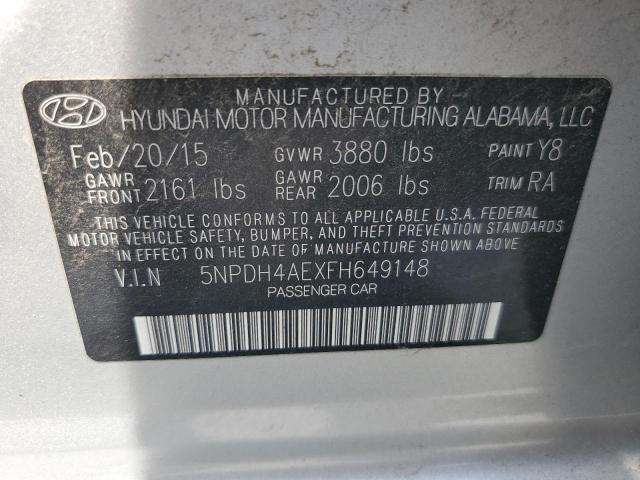 MANUFACTURED BY
HYUNDAI MOTOR MANUFACTURING ALABAMA, LLC
Feb/20/15 GVWR 3880 lbs PAINT Y8
GAWR FRONT 2161 lbs GAWR REAR 2006 lbs TRIM RA
THIS VEHICLE CONFORMS TO ALL APPLICABLE U.S.A. FEDERAL
MOTOR VEHICLE SAFETY, BUMPER, AND THEFT PREVENTION STANDARDS
IN EFFECT ON THE DATE OF MANUFACTURE SHOWN ABOVE.
V.I.N 5NPDH4AEXFH649148
PASSENGER CAR